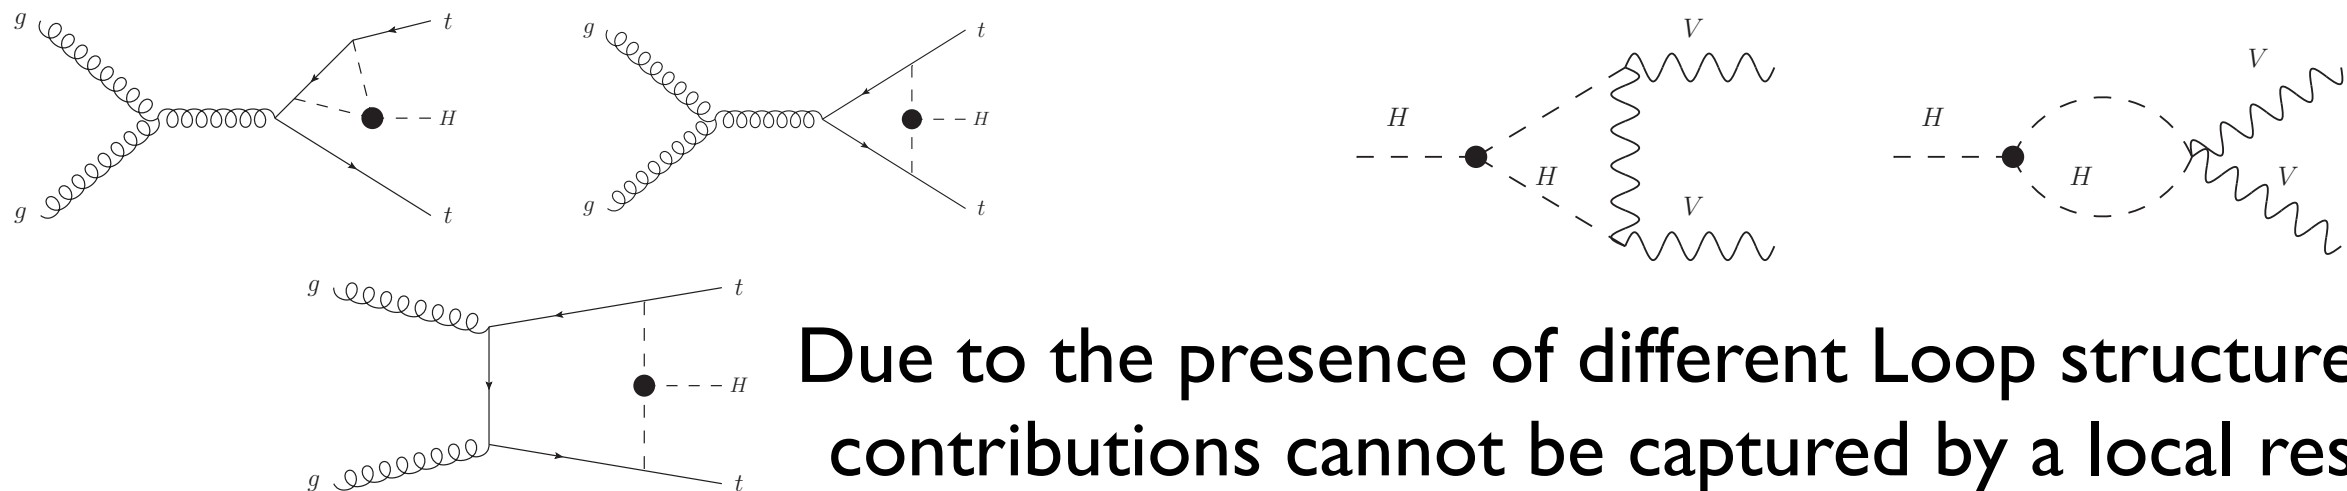 g
t
H
g
t
g
t
H
g
t
H
H
V
V
H
H
V
V
g
t
H
g
t
Due to the presence of different Loop structure
contributions cannot be captured by a local res